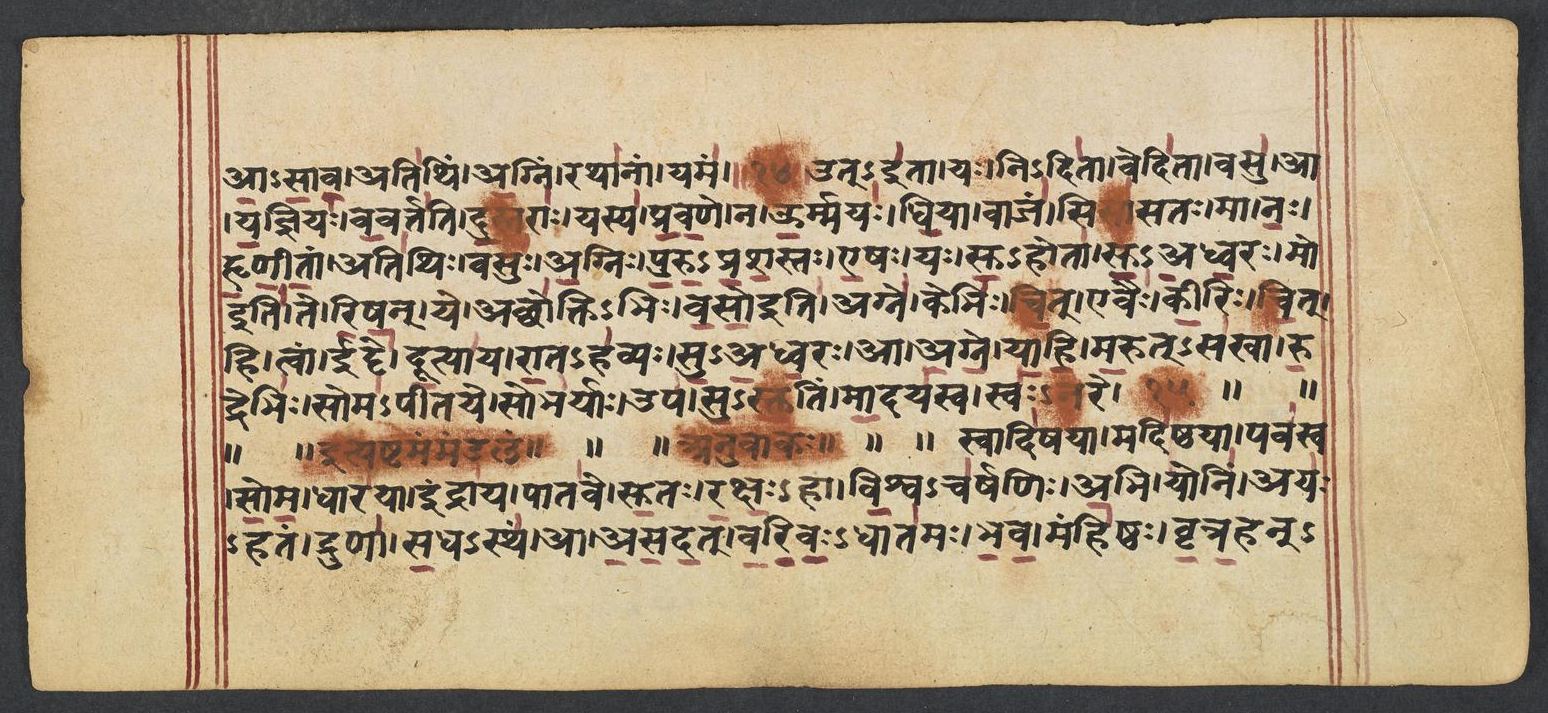 आऽसाव।अतिथिं।अग्निं।रथानां।यमं।॥१४॥उत्ऽइता।यः।निऽदिता।वेदिता।वसु।आ
।यज्ञियः।ववर्तति।दुस्तराः।यस्य।प्रवणे।न।ऊर्म्मयः।धिया।वाजं।सिसासतः।मा।नः।
हृणीतां।अतिथिः।वसुः।अग्निः।पुरुऽप्रशस्तः।एषः।यः।सुऽहोता।सुऽअध्वरः।मो
इति।ते।रिषन्।ये।अच्छोक्तिऽभिः।वसोइति।अग्ने।केभिः।चित्।एवैः।कीरिः।चित्।
हि।त्वां।ईट्टे।दूत्याय।रातऽहव्यः।सुऽअध्वरः।आ।अग्ने।याहि।मरुत्ऽसखा।रु
द्रेभिः।सोमऽपीतये।सोभर्याः।उप।सुऽस्तुतिं।मादयस्व।स्वःऽनरे। १५ ॥ ॥
॥ ॥इत्यष्टमंमंडलं॥ ॥ ॥अनुवाकः॥ ॥ ॥ स्वादिष्ठया।मदिष्ठया।पवस्व
।सोम।धारया।इंद्राय।पातवे।सुतः।रक्षःऽहा।विश्वऽचर्षणिः।अभि।योनिं।अयः
ऽहतं।द्रुणा।सधऽस्थं।आ।असदत्।वरिवःऽधातमः।भव।मंहिष्ठः।वृत्रहन्ऽ